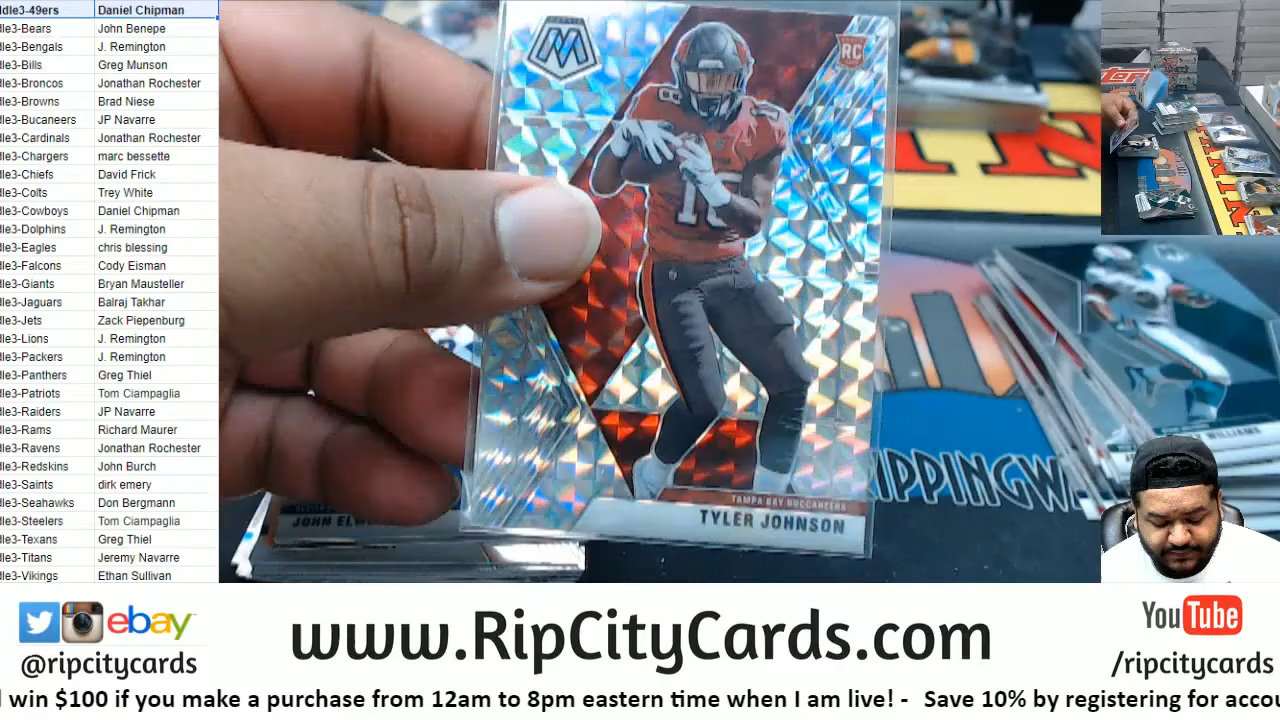 dle3-49ers Daniel Chipman
dle3-Bears John Benepe
dle3-Bengals J. Remington
dle3-Bills Greg Munson
dle3-Broncos Jonathan Rochester
dle3-Browns Brad Niese
dle3-Bucaneers JP Navarre
dle3-Cardinals Jonathan Rochester
dle3-Chargers marc bessette
dle3-Chiefs David Frick
dle3-Colts Trey White
dle3-Cowboys Daniel Chipman
dle3-Dolphins J. Remington
dle3-Eagles chris blessing
dle3-Falcons Cody Eisman
dle3-Giants Bryan Mausteller
dle3-Jaguars Balraj Takhar
dle3-Jets Zack Piepenburg
dle3-Lions J. Remington
dle3-Packers J. Remington
dle3-Panthers Greg Thiel
dle3-Patriots Tom Ciampaglia
dle3-Raiders JP Navarre
dle3-Rams Richard Maurer
dle3-Ravens Jonathan Rochester
dle3-Redskins John Burch
dle3-Saints dirk emery
dle3-Seahawks Don Bergmann
dle3-Steelers Tom Ciampaglia
dle3-Texans Greg Thiel
dle3-Titans Jeremy Navarre
dle3-Vikings Ethan Sullivan
M
RC
8
18
TAMPA BAY BUCCANEERS
TYLER JOHNSON
JOHN EL
WILLIAMS
IPPINGW
ebay
@ripcitycards
www.RipCityCards.com
YouTube
/ripcitycards
win $100 if you make a purchase from 12am to 8pm eastern time when I am live! - Save 10% by registering for accou